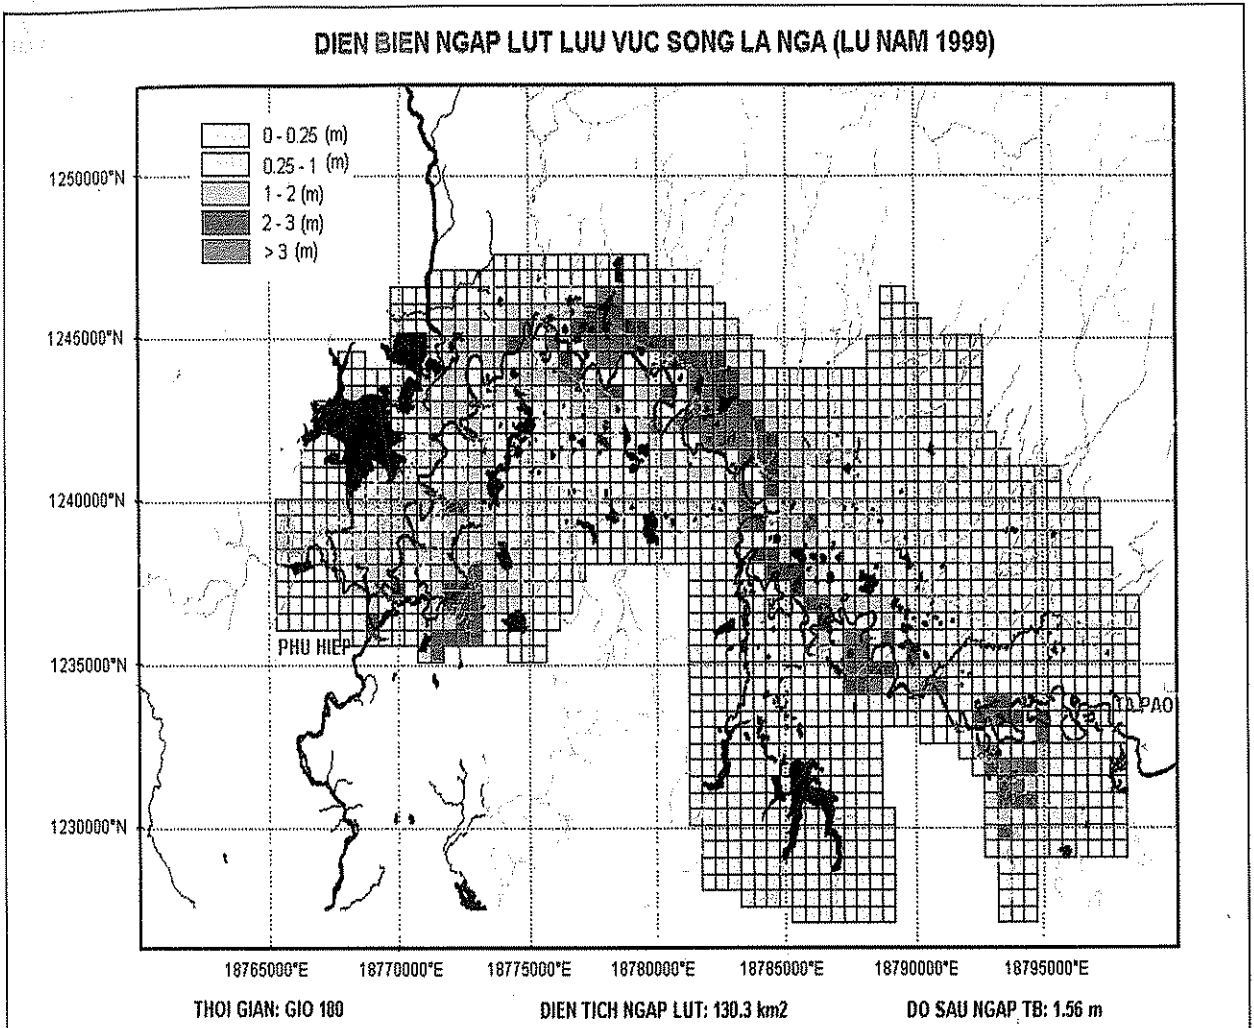 DIEN BIEN NGAP LUT LUU VUC SONG LA NGA (LU NAM 1999)
0 - 0.25 (m)
0.25 - 1 (m)
1 - 2 (m)
2 - 3 (m)
> 3 (m)
1250000°N
1245000°N
1240000°N
1235000°N
1230000°N
PHU HIEP
TA PAO
18765000°E 18770000°E 18775000°E 18780000°E 18785000°E 18790000°E 18795000°E
THOI GIAN: GIO 180 DIEN TICH NGAP LUT: 130.3 km2 DO SAU NGAP TB: 1.56 m